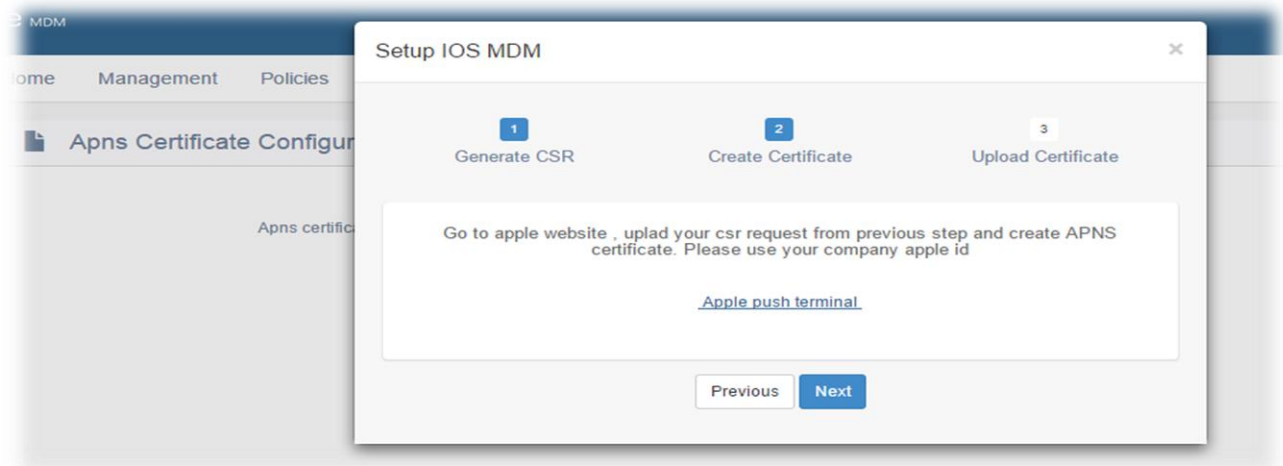 MDM
Setup IOS MDM
×
Management Policies
Apns Certificate Configur
1
Generate CSR
2
Create Certificate
3
Upload Certificate
Apns certific
Go to apple website , uplad your csr request from previous step and create APNS
certificate. Please use your company apple id
Apple push terminal
Previous Next